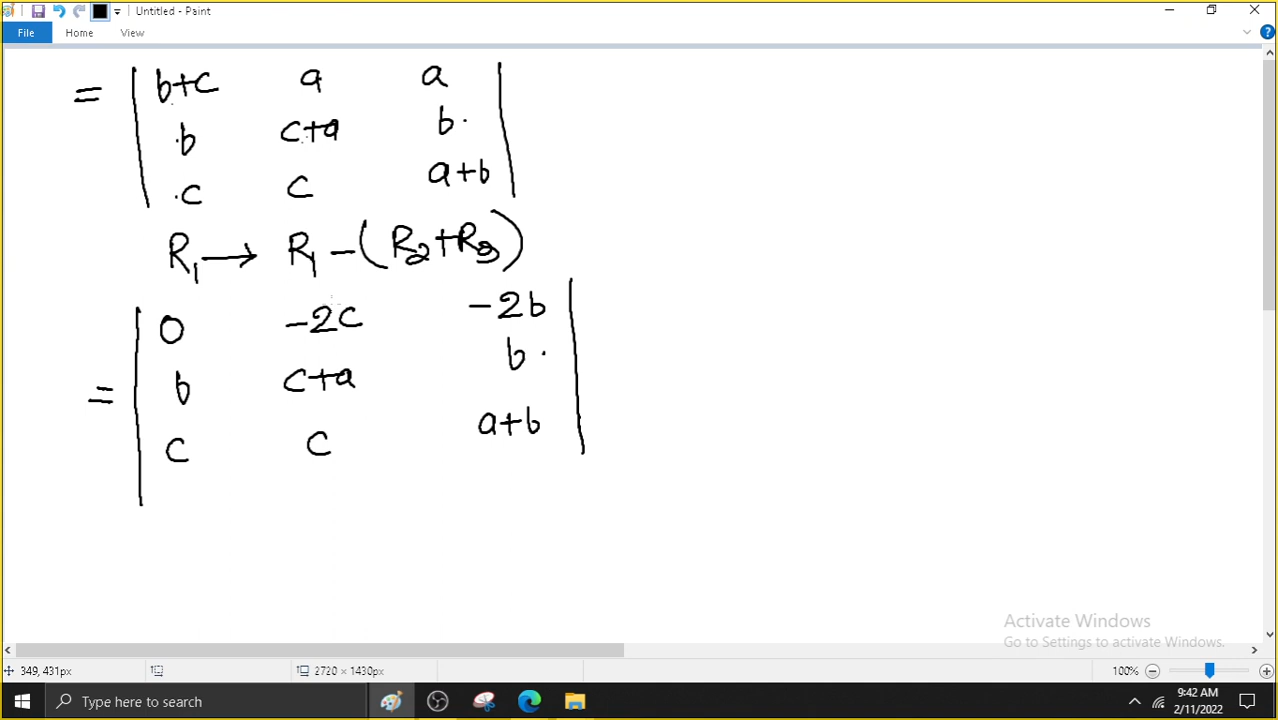 Untitled - Paint
File Home View
= | b+c a a |
| b c+a b |
| c c a+b |
R1 → R1 - (R2+R3)
= | 0 -2c -2b |
| b c+a b |
| c c a+b |
Activate Windows
Go to Settings to activate Windows.
349, 431px 2720 × 1430px 100%
Type here to search
9:42 AM
2/11/2022